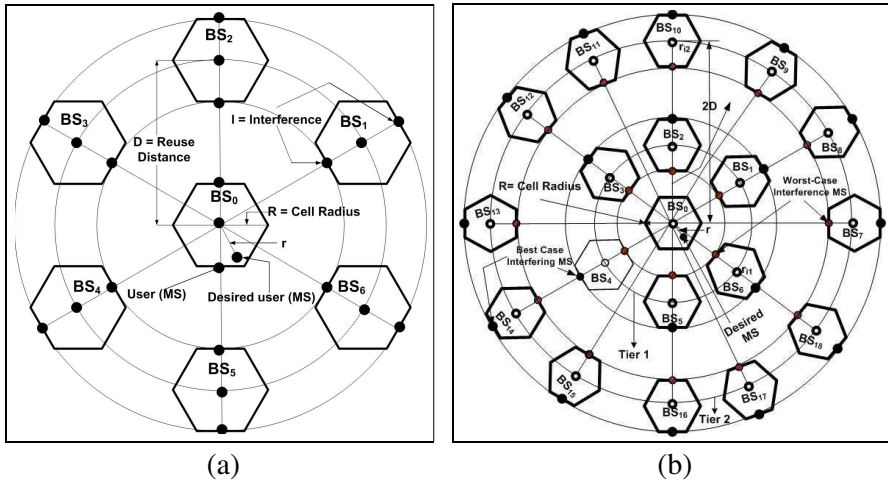 BS2
BS3
I = Interference
BS1
D = Reuse
Distance
BS0
R = Cell Radius
r
BS4
User (MS)
Desired user (MS)
BS6
BS5
(a)
BS10
BS11
ri2
BS9
BS12
2D
BS8
BS2
BS1
BS3
R= Cell Radius
Worst-Case
Interference MS
BS0
BS13
r
BS7
Best Case
Interfering MS
BS4
ri1
BS6
BS5
Desired
MS
BS14
Tier 1
BS18
BS15
BS16
BS17
Tier 2
(b)